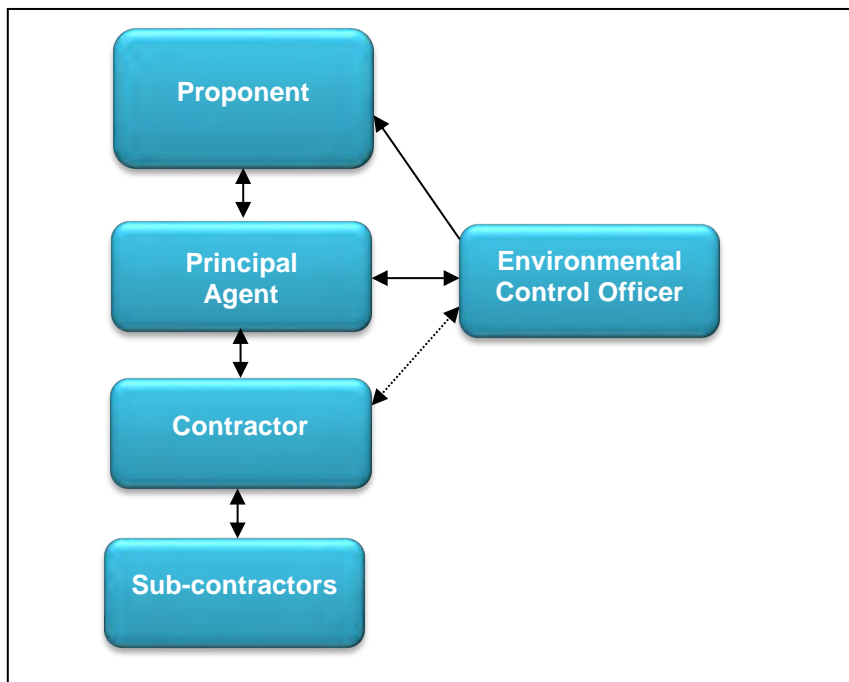 Proponent
Principal
Agent
Environmental
Control Officer
Contractor
Sub-contractors